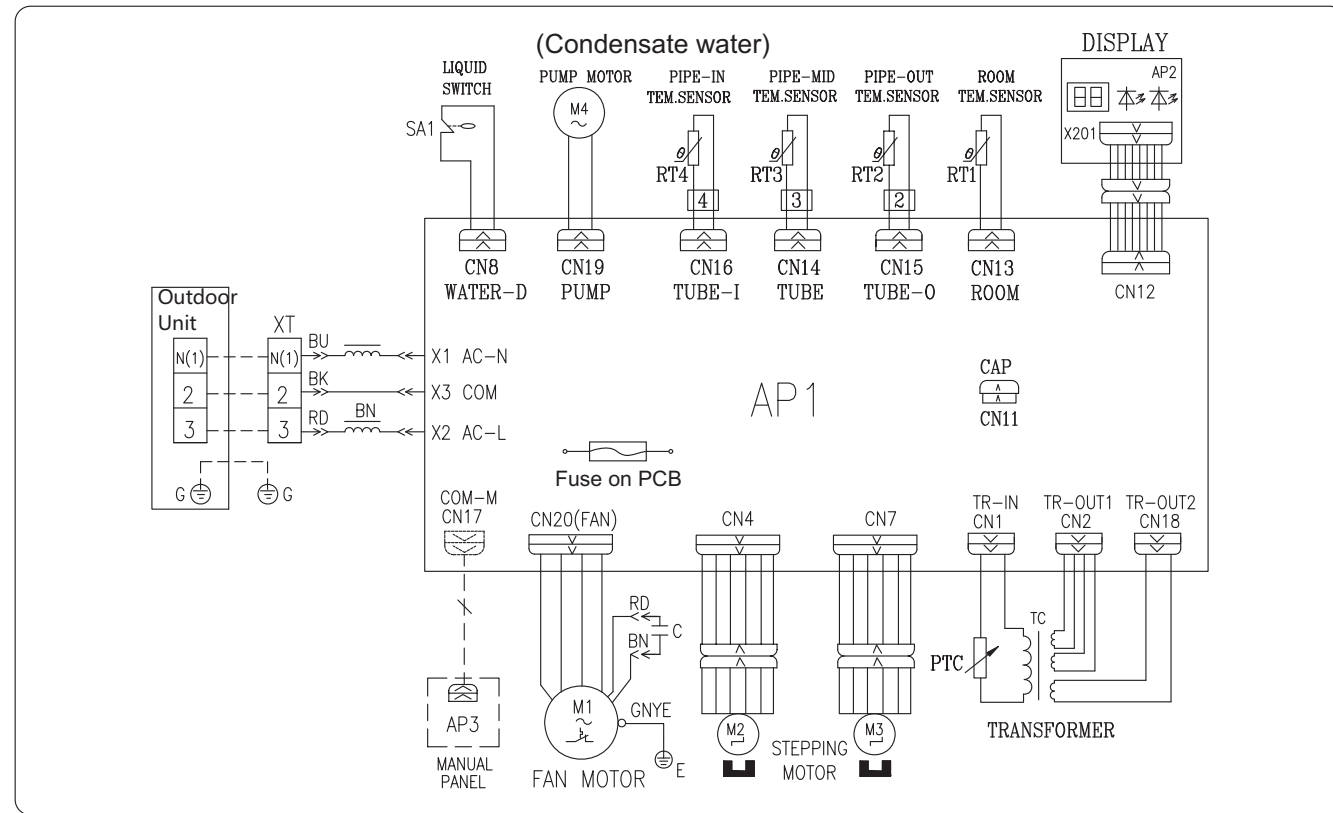 (Condensate water)
DISPLAY
LIQUID
SWITCH
PUMP MOTOR
PIPE-IN
TEM.SENSOR
PIPE-MID
TEM.SENSOR
PIPE-OUT
TEM.SENSOR
ROOM
TEM.SENSOR
AP2
88
X201
SA1
M4
θ
RT4
θ
RT3
θ
RT2
θ
RT1
4
3
2
CN8
WATER-D
CN19
PUMP
CN16
TUBE-I
CN14
TUBE
CN15
TUBE-O
CN13
ROOM
CN12
Outdoor
Unit
XT
N(1)
N(1)
BU
X1 AC-N
2
2
BK
X3 COM
3
3
RD
BN
X2 AC-L
G
G
AP1
CAP
CN11
Fuse on PCB
COM-M
CN17
CN20(FAN)
CN4
CN7
TR-IN
CN1
TR-OUT1
CN2
TR-OUT2
CN18
RD
C
BN
TC
PTC
AP3
MANUAL
PANEL
M1
GNYE
E
FAN MOTOR
M2
STEPPING
MOTOR
M3
TRANSFORMER